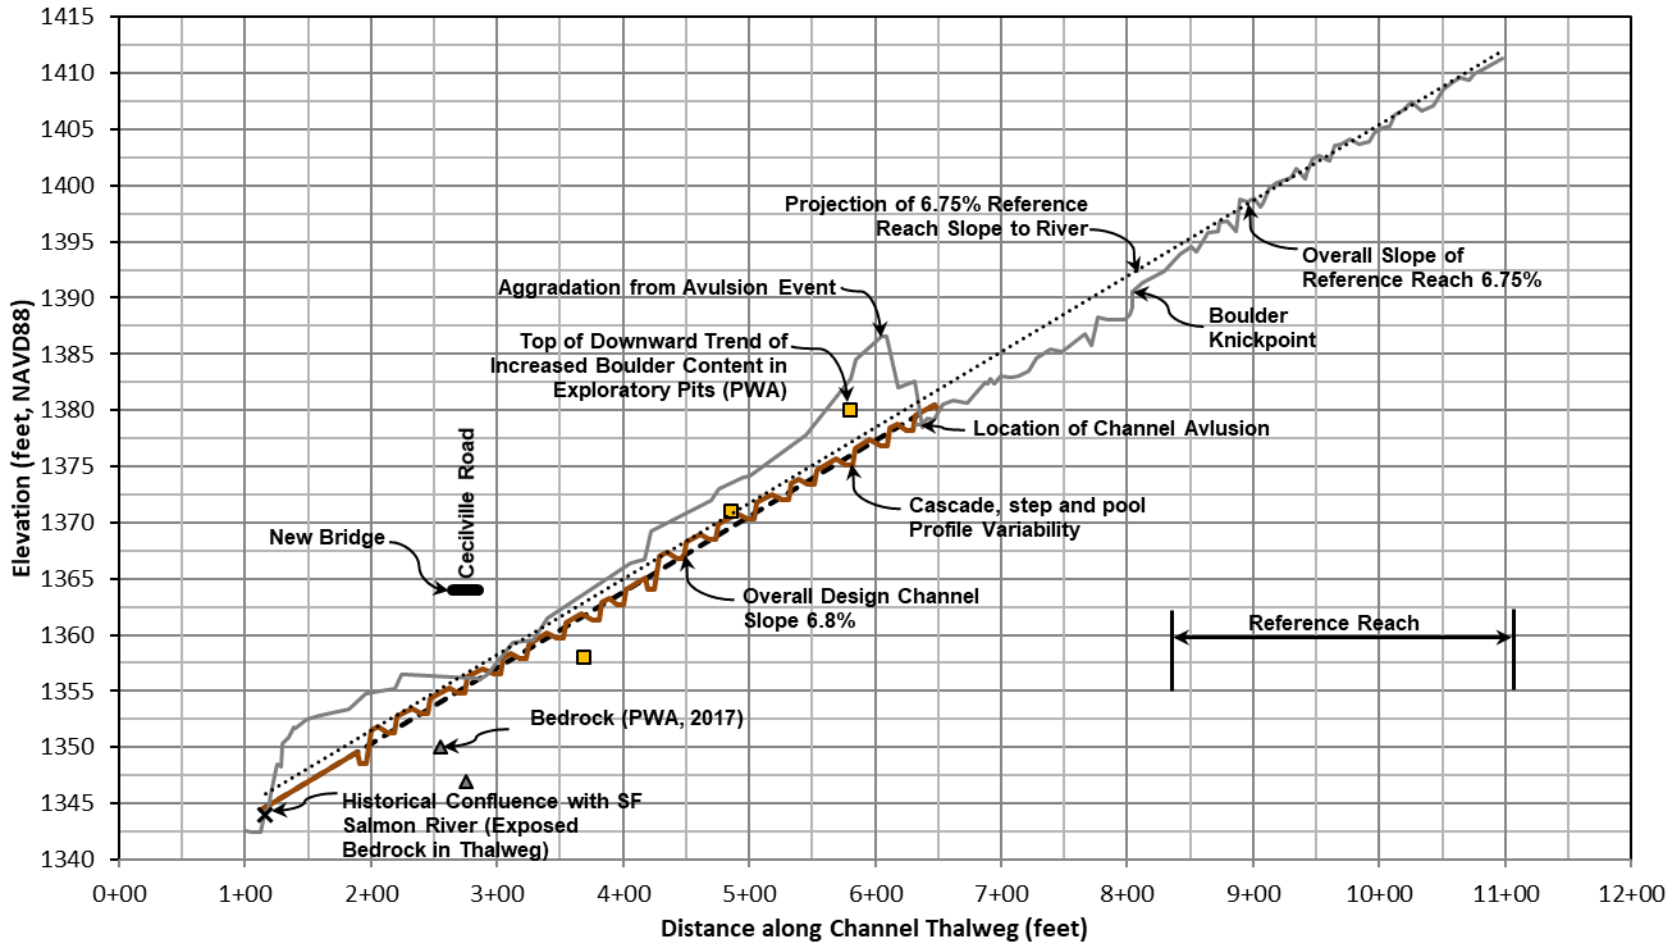 1415
1410
1405
1400
1395
1390
1385
1380
1375
1370
1365
1360
1355
1350
1345
1340
Elevation (feet, NAVD88)
0+00 1+00 2+00 3+00 4+00 5+00 6+00 7+00 8+00 9+00 10+00 11+00 12+00
Distance along Channel Thalweg (feet)
Projection of 6.75% Reference
Reach Slope to River
Overall Slope of
Reference Reach 6.75%
Aggradation from Avulsion Event
Boulder
Knickpoint
Top of Downward Trend of
Increased Boulder Content in
Exploratory Pits (PWA)
Location of Channel Avlusion
Cecilville Road
New Bridge
Cascade, step and pool
Profile Variability
Overall Design Channel
Slope 6.8%
Reference Reach
Bedrock (PWA, 2017)
Historical Confluence with SF
Salmon River (Exposed
Bedrock in Thalweg)